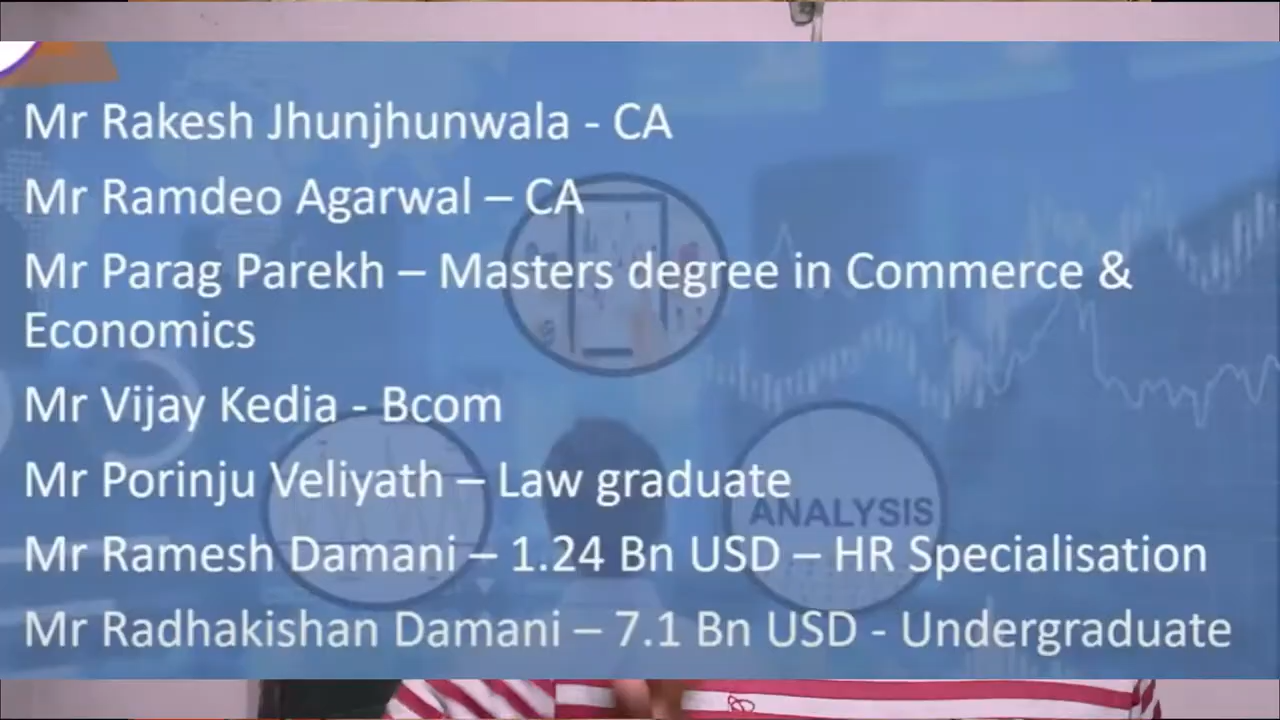 Mr Rakesh Jhunjhunwala - CA
Mr Ramdeo Agarwal – CA
Mr Parag Parekh – Masters degree in Commerce &
Economics
Mr Vijay Kedia - Bcom
Mr Porinju Veliyath – Law graduate
ANALYSIS
Mr Ramesh Damani – 1.24 Bn USD – HR Specialisation
Mr Radhakishan Damani – 7.1 Bn USD - Undergraduate